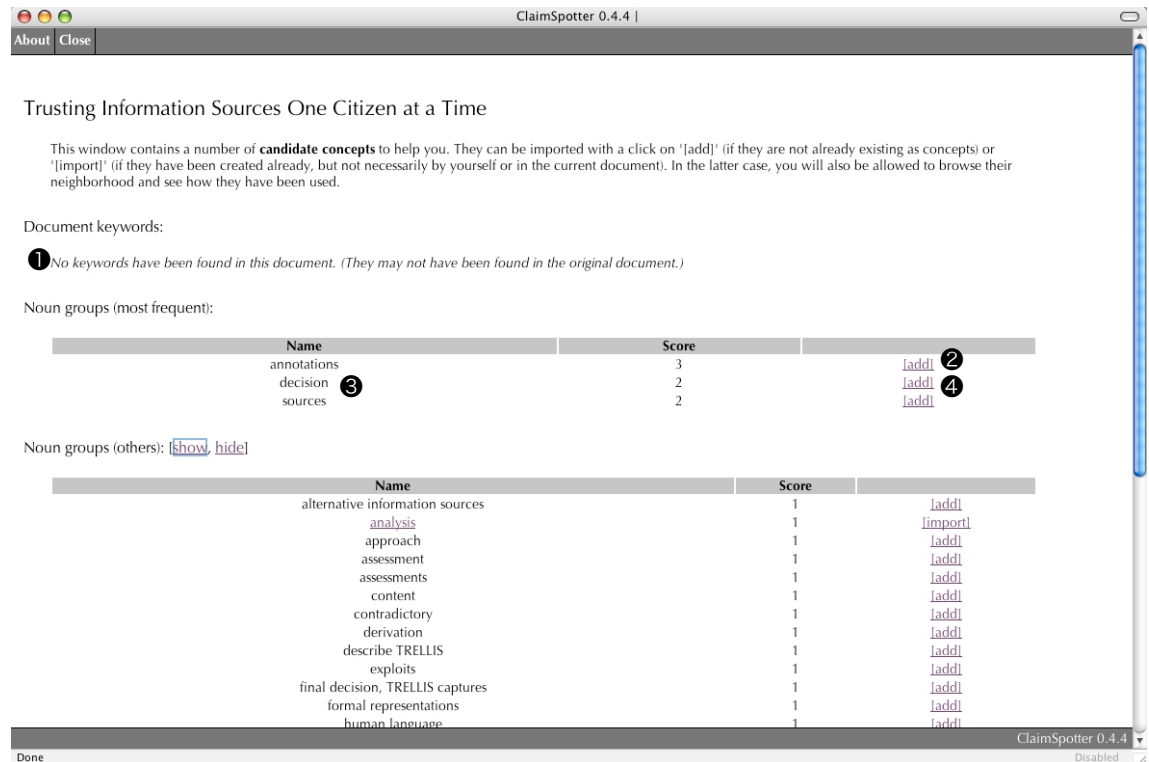 ClaimSpotter 0.4.4 |
About Close
Trusting Information Sources One Citizen at a Time
This window contains a number of candidate concepts to help you. They can be imported with a click on '[add]' (if they are not already existing as concepts) or
'[import]' (if they have been created already, but not necessarily by yourself or in the current document). In the latter case, you will also be allowed to browse their
neighborhood and see how they have been used.
Document keywords:
❶ No keywords have been found in this document. (They may not have been found in the original document.)
Noun groups (most frequent):
Name Score
annotations 3 [add] ❷
decision ❸ 2 [add] ❹
sources 2 [add]
Noun groups (others): [show, hide]
Name Score
alternative information sources 1 [add]
analysis 1 [import]
approach 1 [add]
assessment 1 [add]
assessments 1 [add]
content 1 [add]
contradictory 1 [add]
derivation 1 [add]
describe TRELLIS 1 [add]
exploits 1 [add]
final decision, TRELLIS captures 1 [add]
formal representations 1 [add]
human language 1 [add]
ClaimSpotter 0.4.4
Done Disabled